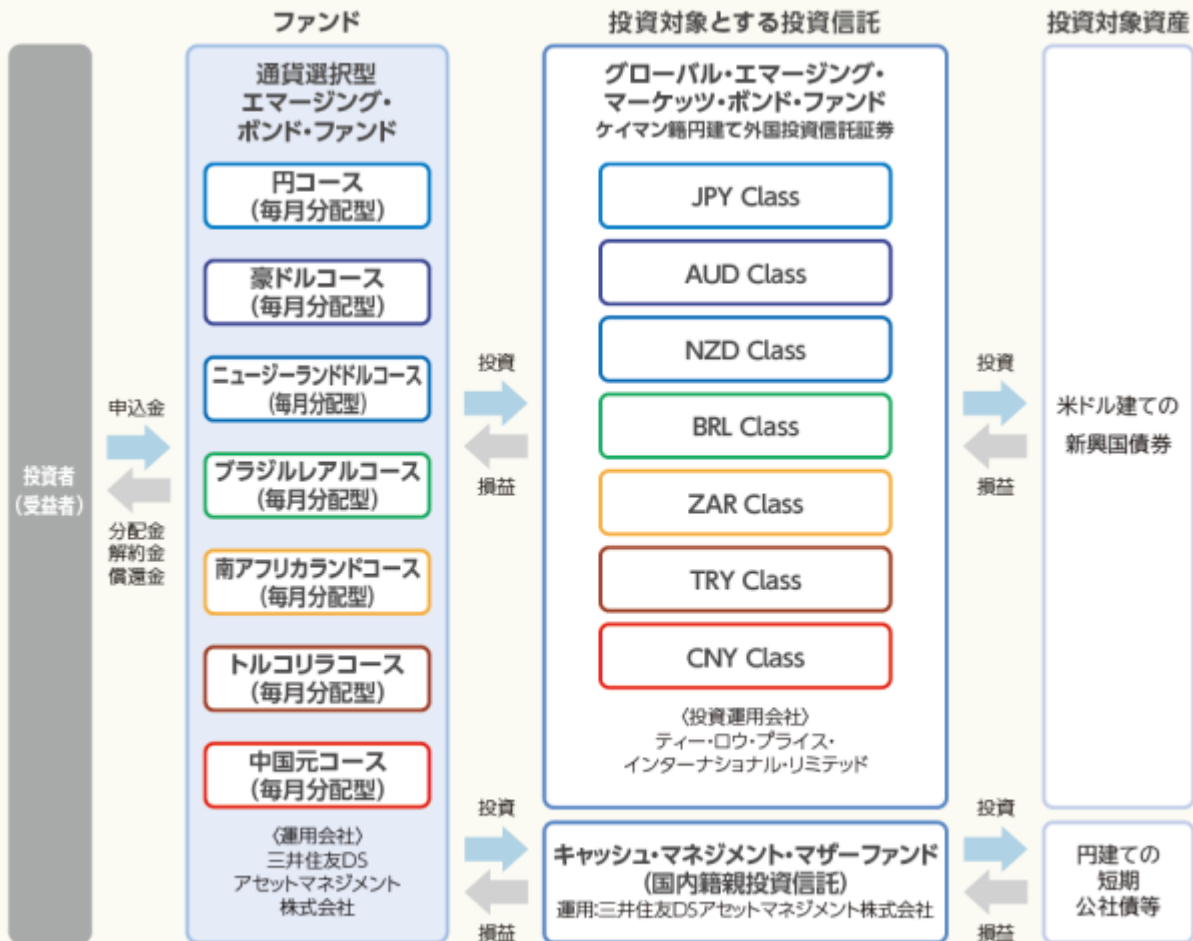 ファンド
投資対象とする投資信託
投資対象資産
投資者
(受益者)
申込金
分配金
解約金
償還金
通貨選択型
エマージング・
ボンド・ファンド
円コース
(毎月分配型)
豪ドルコース
(毎月分配型)
ニュージーランドドルコース
(毎月分配型)
ブラジルレアルコース
(毎月分配型)
南アフリカランドコース
(毎月分配型)
トルコリラコース
(毎月分配型)
中国元コース
(毎月分配型)
〈運用会社〉
三井住友DS
アセットマネジメント
株式会社
投資
損益
投資
損益
グローバル・エマージング・
マーケッツ・ボンド・ファンド
ケイマン籍円建て外国投資信託証券
JPY Class
AUD Class
NZD Class
BRL Class
ZAR Class
TRY Class
CNY Class
〈投資運用会社〉
ティー・ロウ・プライス・
インターナショナル・リミテッド
キャッシュ・マネジメント・マザーファンド
(国内籍親投資信託)
運用:三井住友DSアセットマネジメント株式会社
投資
損益
投資
損益
米ドル建ての
新興国債券
円建ての
短期
公社債等